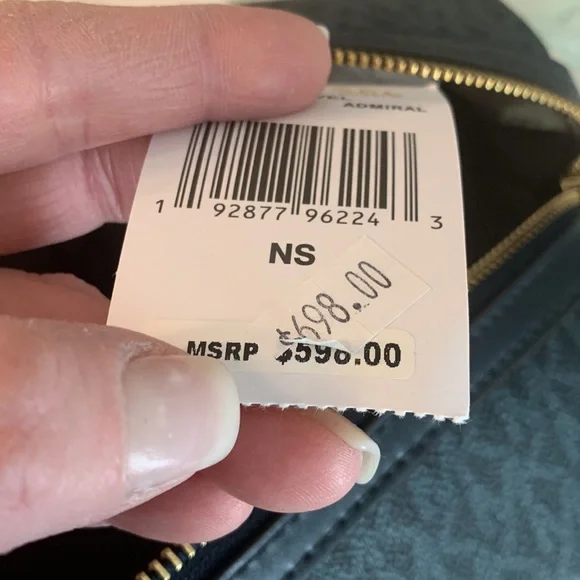 ADMIRAL
1 92877 96224 3
NS
$698.00
MSRP $598.00